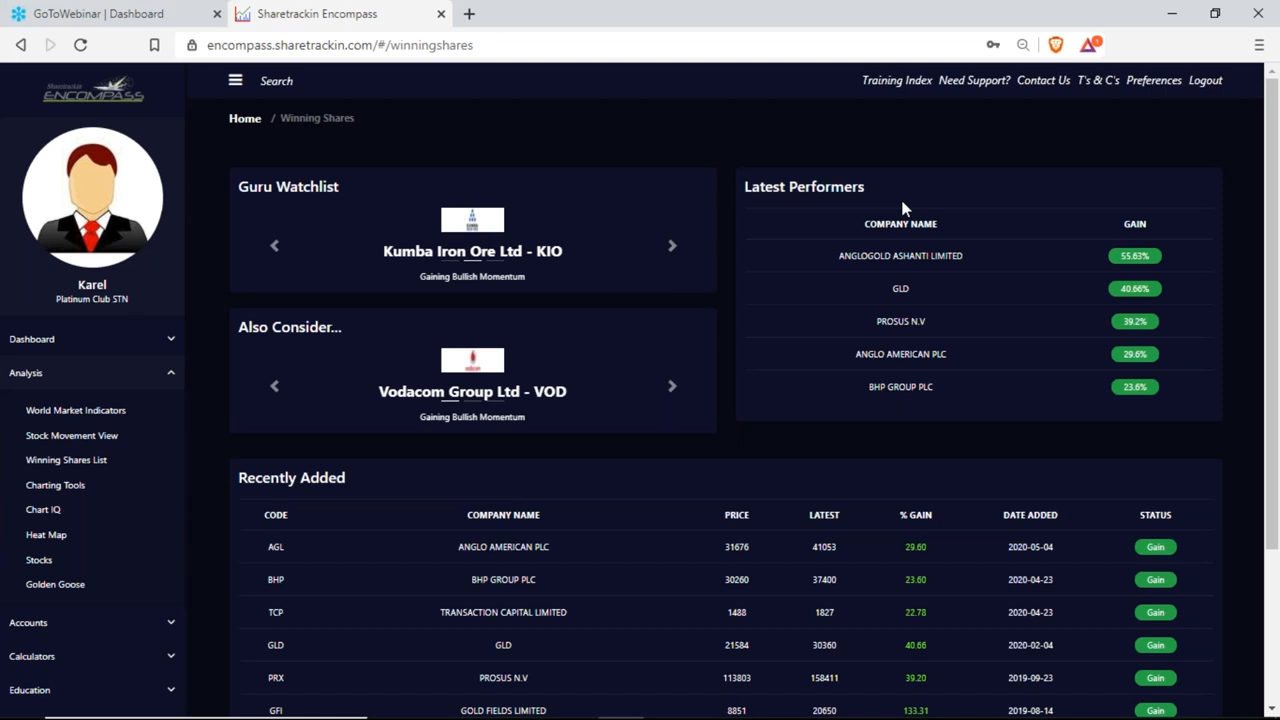 GoToWebinar | Dashboard
Sharetrackin Encompass
encompass.sharetrackin.com/#/winningshares
Sharetrackin
ENCOMPASS
Search
Training Index Need Support? Contact Us T's & C's Preferences Logout
Home / Winning Shares
Karel
Platinum Club STN
Dashboard
Analysis
World Market Indicators
Stock Movement View
Winning Shares List
Charting Tools
Chart IQ
Heat Map
Stocks
Golden Goose
Accounts
Calculators
Education
Guru Watchlist
Kumba Iron Ore Ltd - KIO
Gaining Bullish Momentum
Also Consider...
Vodacom Group Ltd - VOD
Gaining Bullish Momentum
Latest Performers
COMPANY NAME GAIN
ANGLOGOLD ASHANTI LIMITED 55.63%
GLD 40.66%
PROSUS N.V 39.2%
ANGLO AMERICAN PLC 29.6%
BHP GROUP PLC 23.6%
Recently Added
CODE COMPANY NAME PRICE LATEST % GAIN DATE ADDED STATUS
AGL ANGLO AMERICAN PLC 31676 41053 29.60 2020-05-04 Gain
BHP BHP GROUP PLC 30260 37400 23.60 2020-04-23 Gain
TCP TRANSACTION CAPITAL LIMITED 1488 1827 22.78 2020-04-23 Gain
GLD GLD 21584 30360 40.66 2020-02-04 Gain
PRX PROSUS N.V 113803 158411 39.20 2019-09-23 Gain
GFI GOLD FIELDS LIMITED 8851 20650 133.31 2019-08-14 Gain